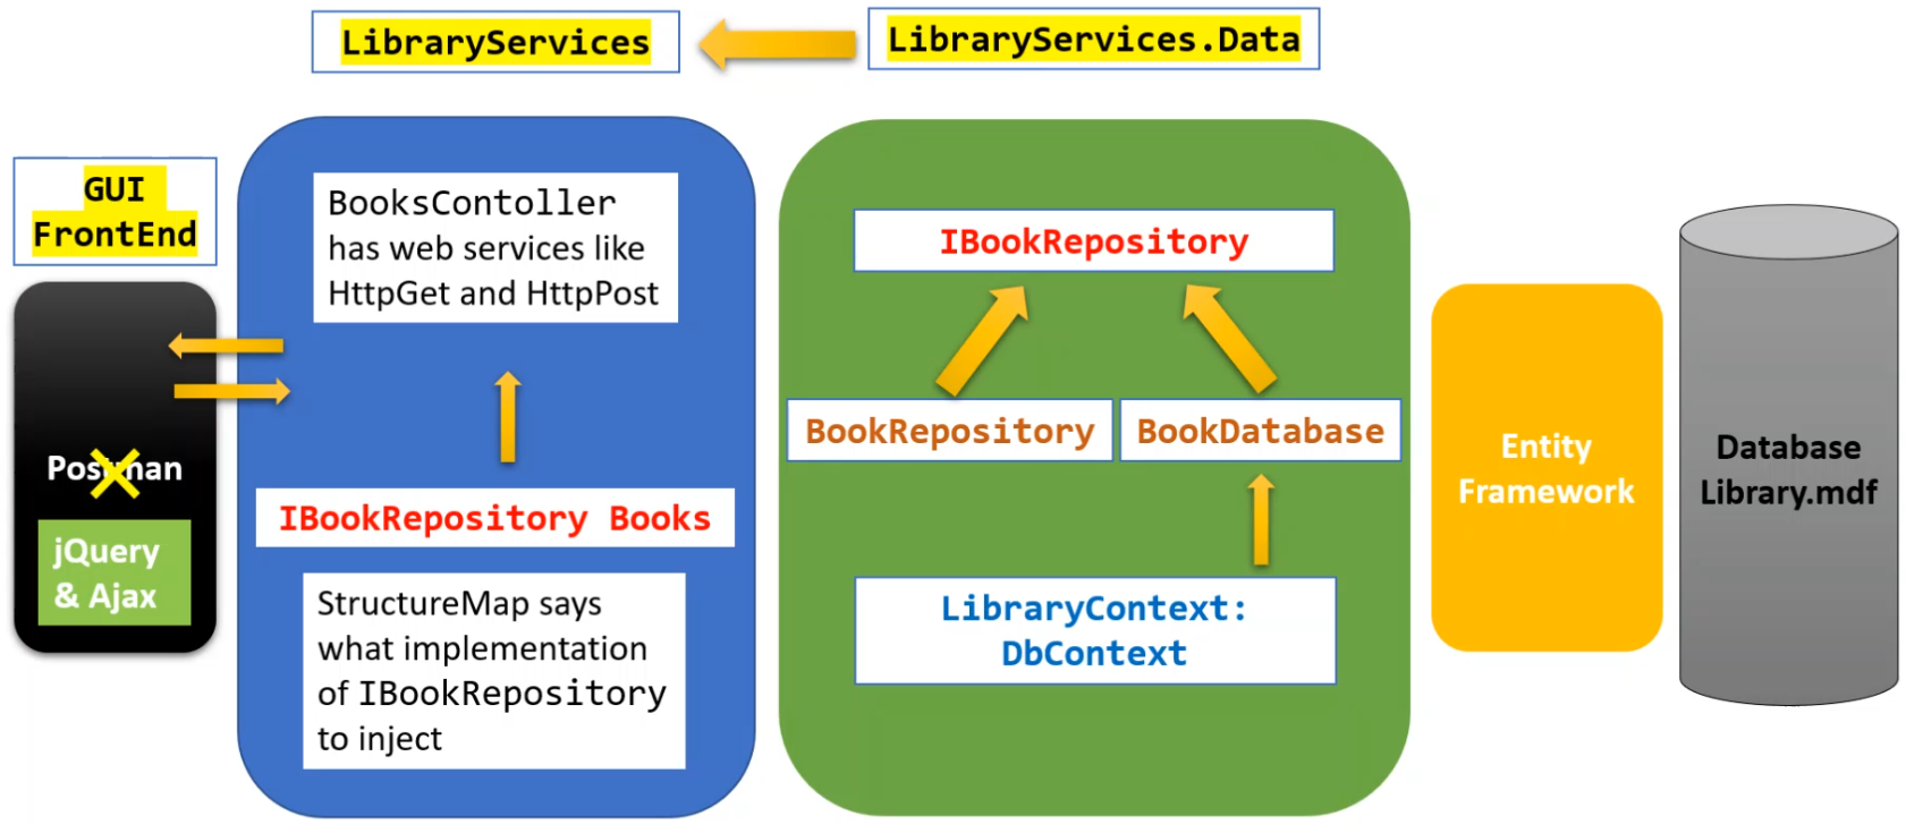 LibraryServices
LibraryServices.Data
GUI
FrontEnd
Postman
jQuery
& Ajax
BooksContoller
has web services like
HttpGet and HttpPost
IBookRepository Books
StructureMap says
what implementation
of IBookRepository
to inject
IBookRepository
BookRepository
BookDatabase
LibraryContext:
DbContext
Entity
Framework
Database
Library.mdf